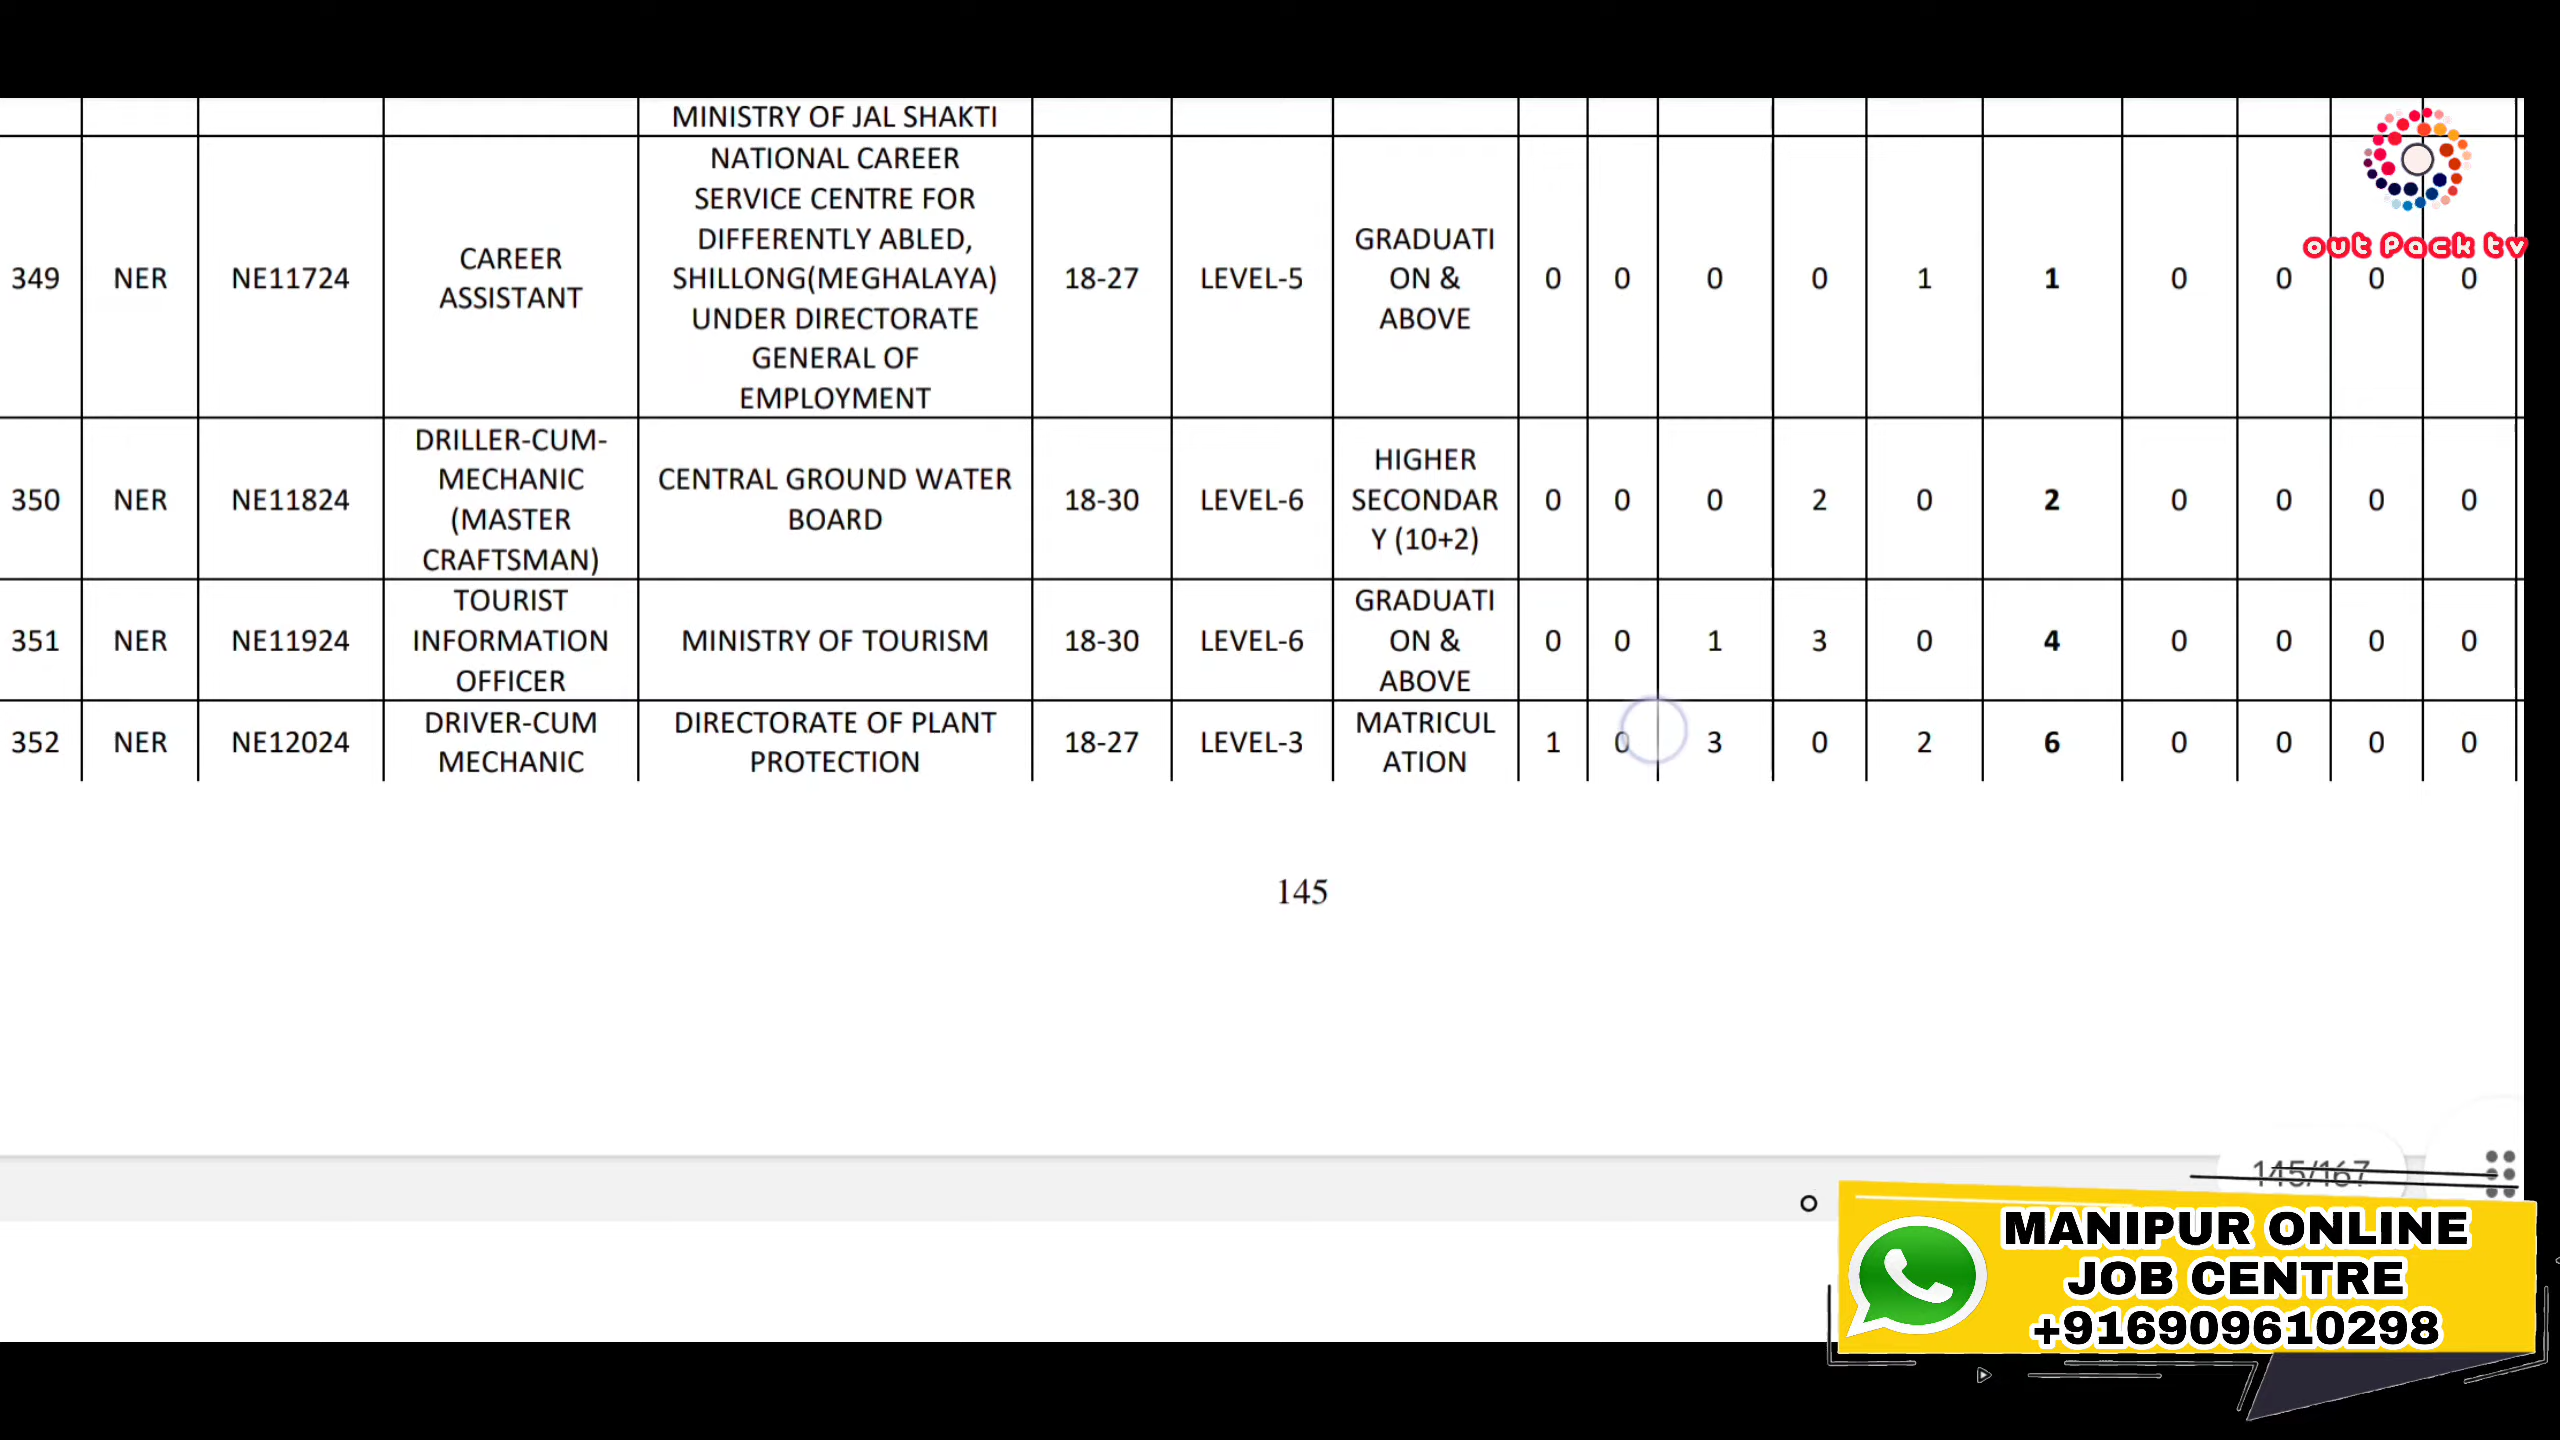 MINISTRY OF JAL SHAKTI
349 NER NE11724 CAREER ASSISTANT NATIONAL CAREER SERVICE CENTRE FOR DIFFERENTLY ABLED, SHILLONG(MEGHALAYA) UNDER DIRECTORATE GENERAL OF EMPLOYMENT 18-27 LEVEL-5 GRADUATI ON & ABOVE 0 0 0 0 1 1 0 0 0 0
350 NER NE11824 DRILLER-CUM- MECHANIC (MASTER CRAFTSMAN) CENTRAL GROUND WATER BOARD 18-30 LEVEL-6 HIGHER SECONDAR Y (10+2) 0 0 0 2 0 2 0 0 0 0
351 NER NE11924 TOURIST INFORMATION OFFICER MINISTRY OF TOURISM 18-30 LEVEL-6 GRADUATI ON & ABOVE 0 0 1 3 0 4 0 0 0 0
352 NER NE12024 DRIVER-CUM MECHANIC DIRECTORATE OF PLANT PROTECTION 18-27 LEVEL-3 MATRICUL ATION 1 0 3 0 2 6 0 0 0 0
out Pack tv
145
145/167
MANIPUR ONLINE
JOB CENTRE
+916909610298